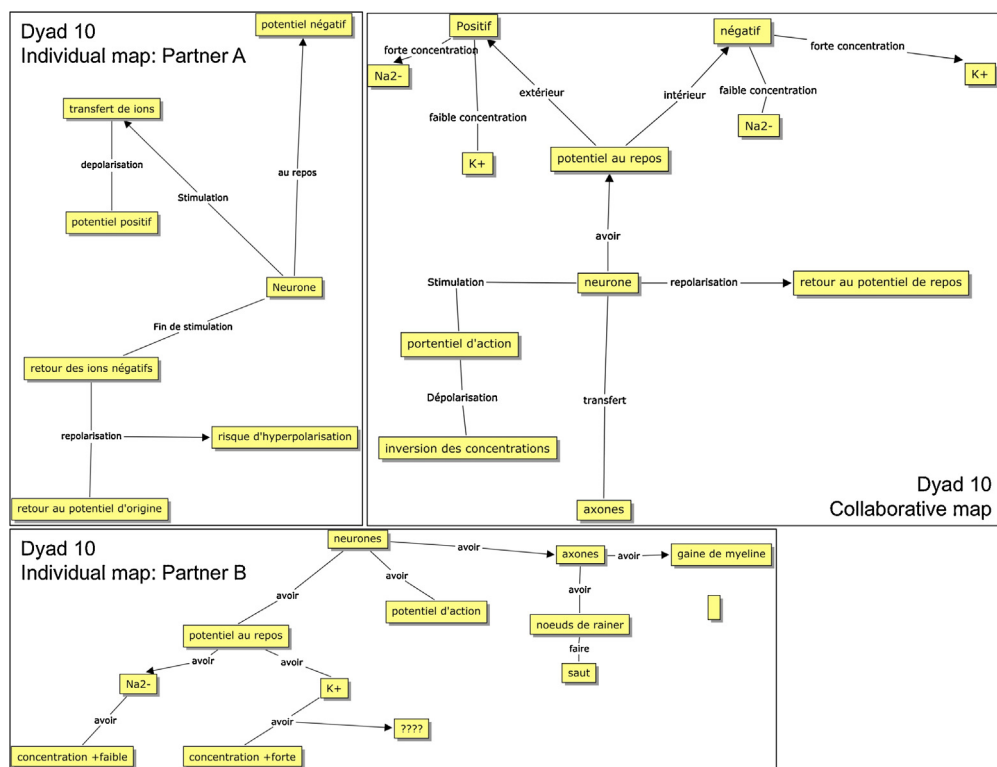 Dyad 10
Individual map: Partner A
potentiel négatif
transfert de ions
depolarisation
au repos
Stimulation
potentiel positif
Neurone
Fin de stimulation
retour des ions négatifs
repolarisation
risque d'hyperpolarisation
retour au potentiel d'origine
Positif
négatif
forte concentration
forte concentration
Na2-
K+
extérieur
intérieur
faible concentration
faible concentration
Na2-
K+
potentiel au repos
avoir
Stimulation
neurone
repolarisation
retour au potentiel de repos
portentiel d'action
Dépolarisation
transfert
inversion des concentrations
Dyad 10
Collaborative map
axones
Dyad 10
Individual map: Partner B
neurones
avoir
axones
avoir
gaine de myeline
avoir
avoir
avoir
potentiel d'action
noeuds de rainer
potentiel au repos
faire
avoir
avoir
saut
Na2-
K+
avoir
avoir
????
concentration +faible
concentration +forte